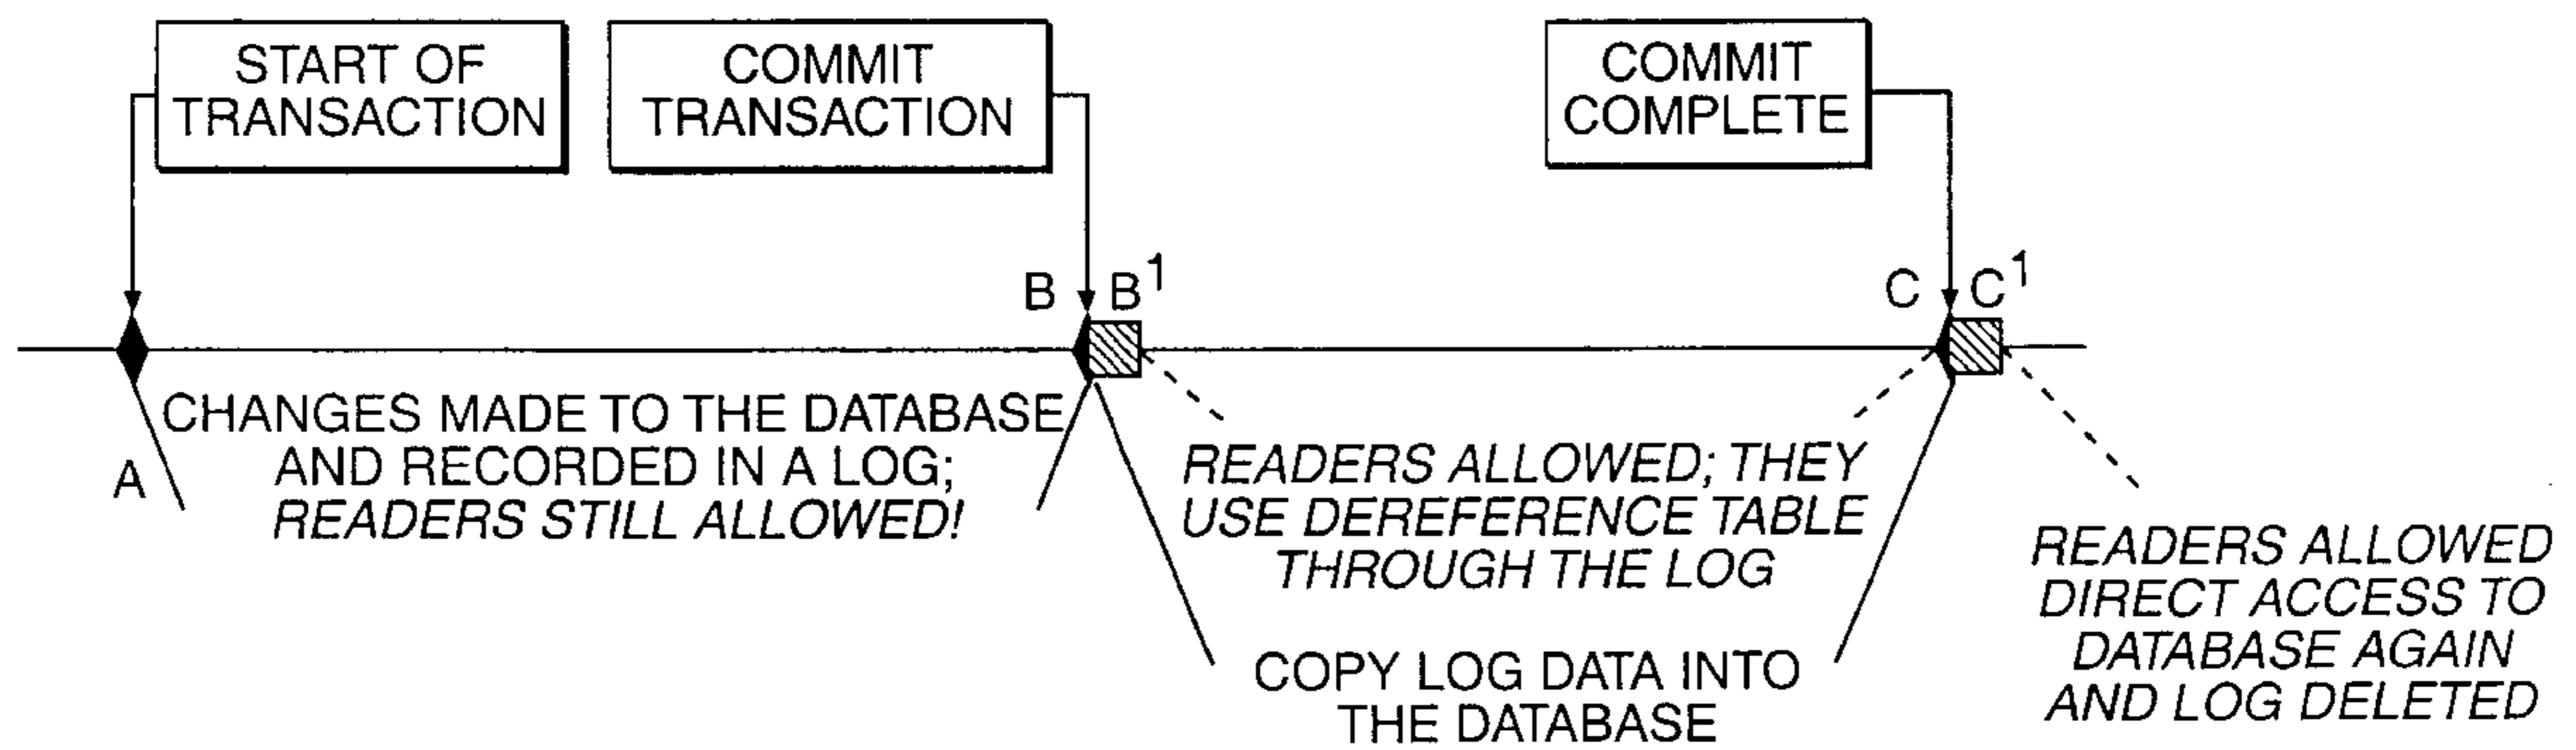 START OF
TRANSACTION
COMMIT
TRANSACTION
COMMIT
COMPLETE
B B¹
C C¹
A
CHANGES MADE TO THE DATABASE
AND RECORDED IN A LOG;
READERS STILL ALLOWED!
READERS ALLOWED; THEY
USE DEREFERENCE TABLE
THROUGH THE LOG
COPY LOG DATA INTO
THE DATABASE
READERS ALLOWED
DIRECT ACCESS TO
DATABASE AGAIN
AND LOG DELETED